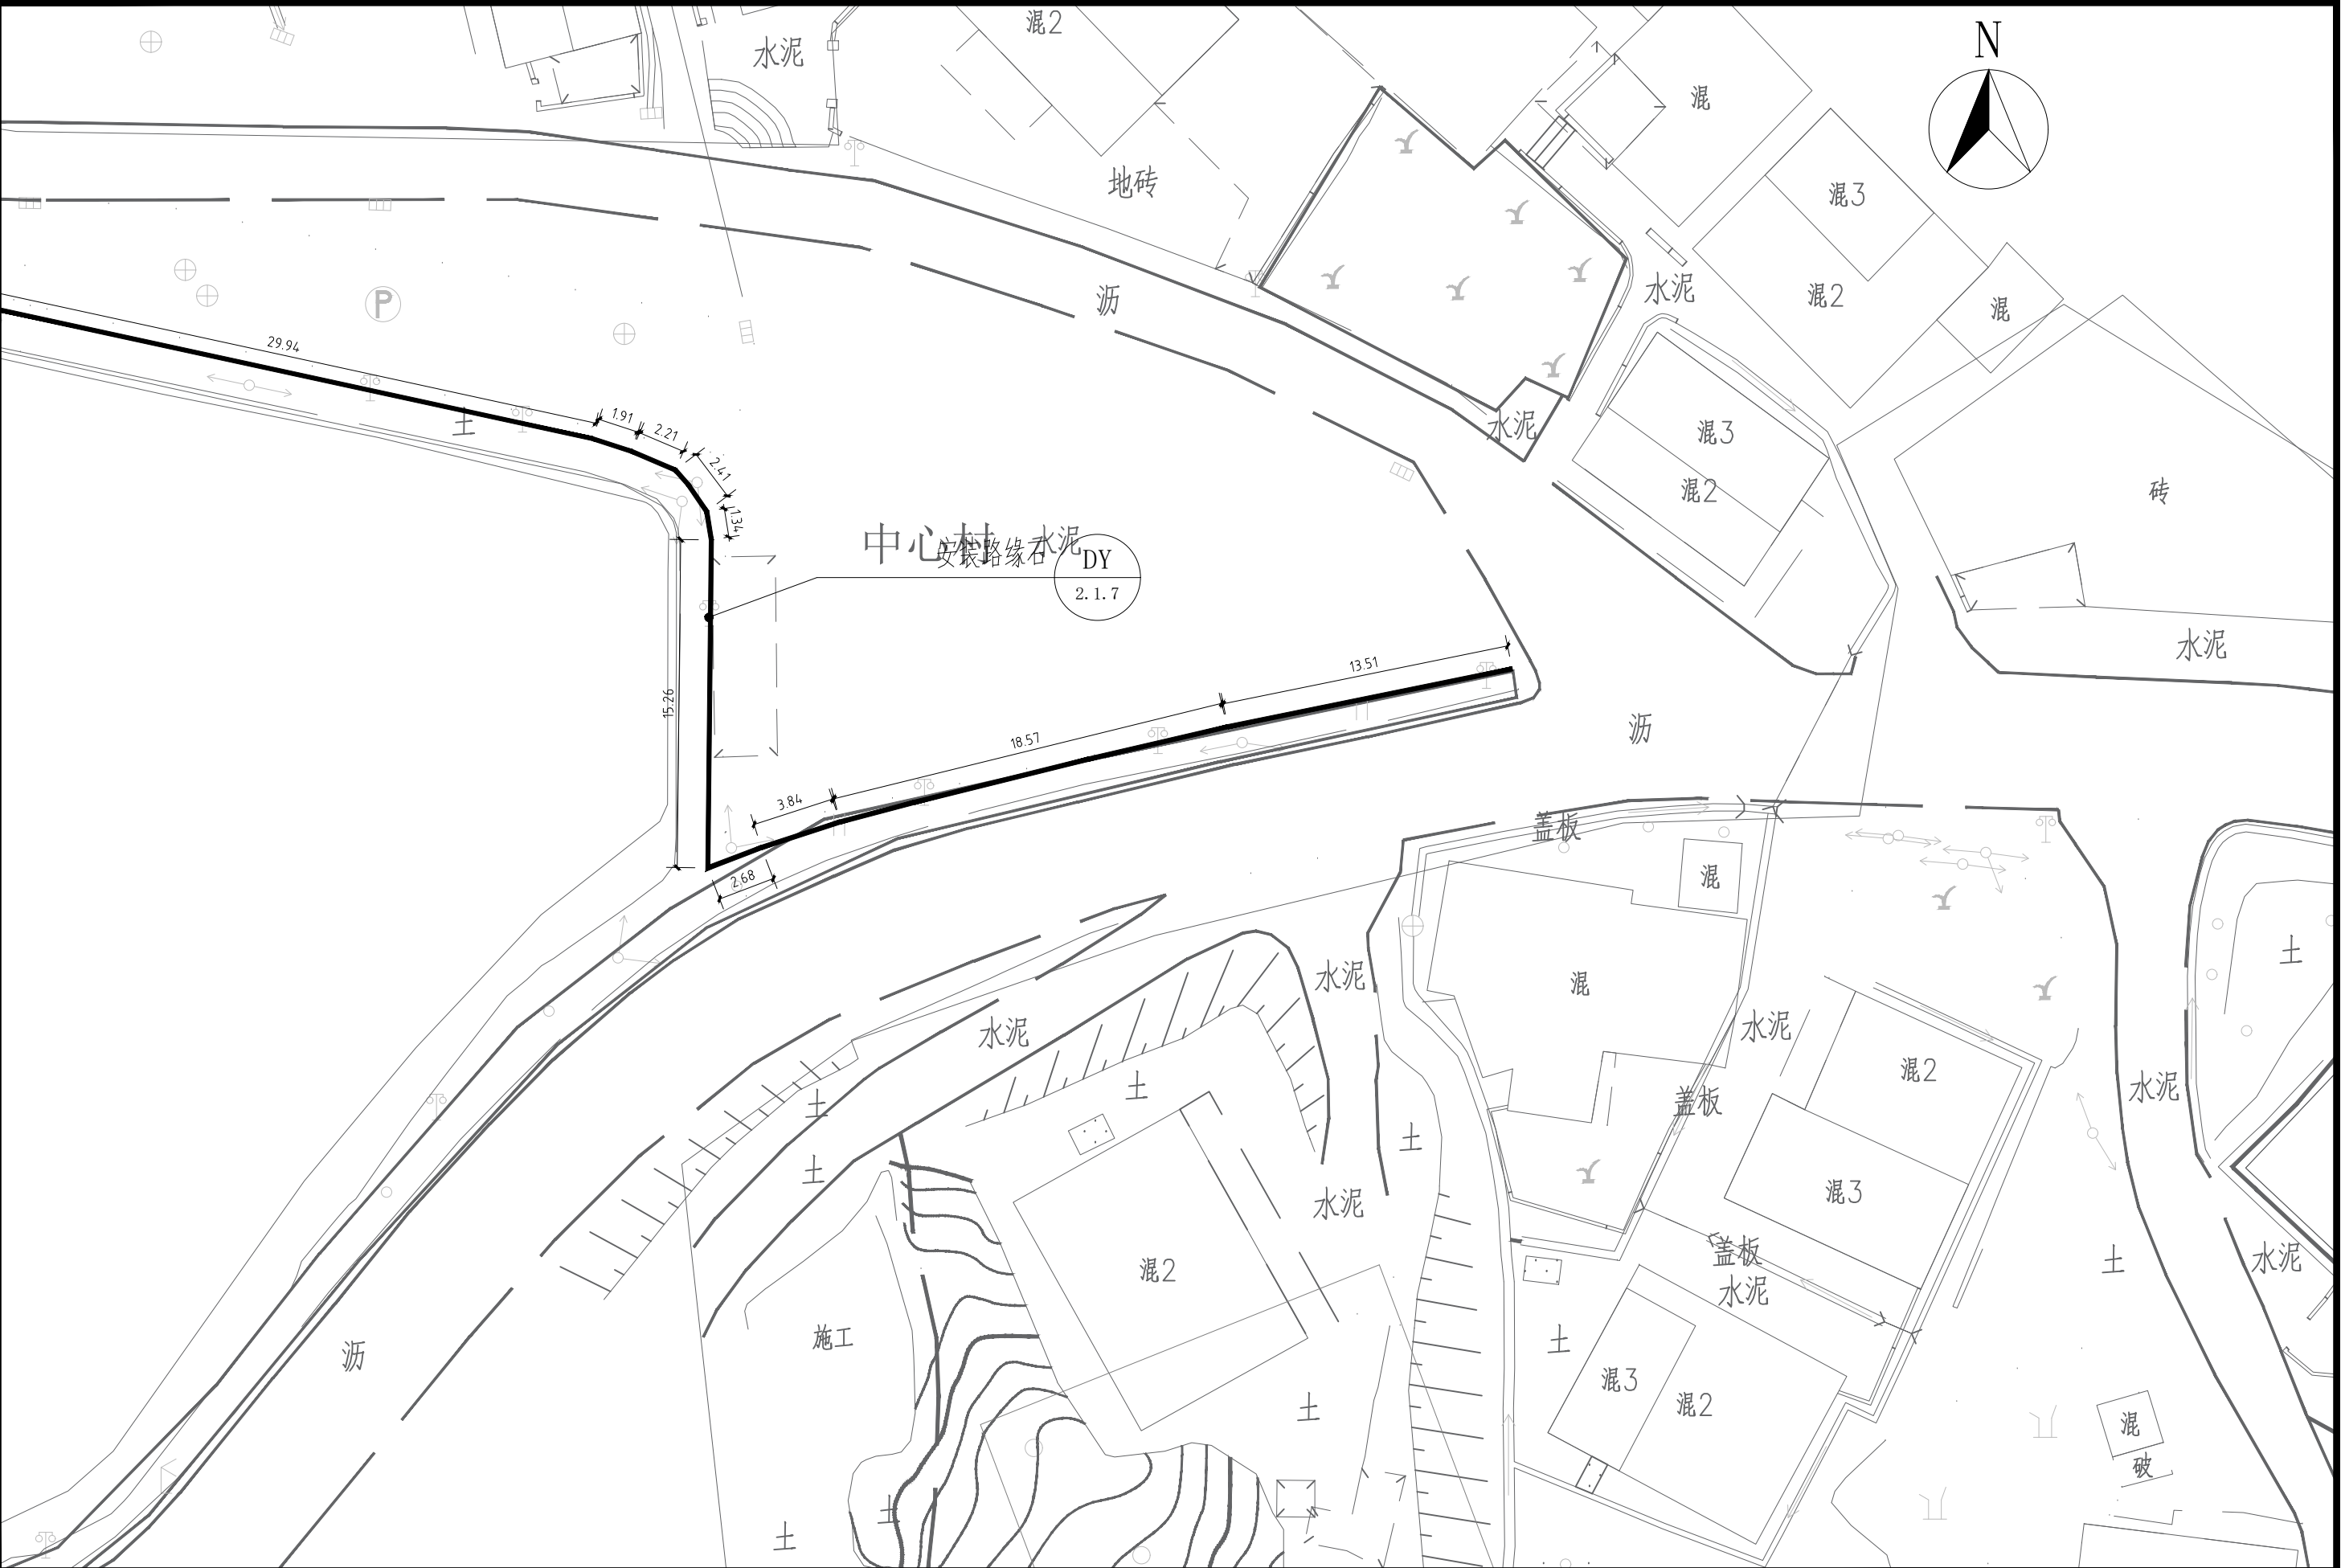 混2
N
水泥
混
地砖
混3
水泥
混2
混
沥
P
29.94
1.91
2.21
土
2.41
水泥
混3
混2
砖
1.34
中心村
水泥
安装路缘石
DY
2.1.7
水泥
13.51
15.26
18.57
沥
3.84
盖板
2.68
混
土
水泥
混
水泥
水泥
混2
土
水泥
土
盖板
土
土
混3
水泥
混2
盖板
土
水泥
水泥
施工
土
沥
混3
混2
土
混
破
土
土